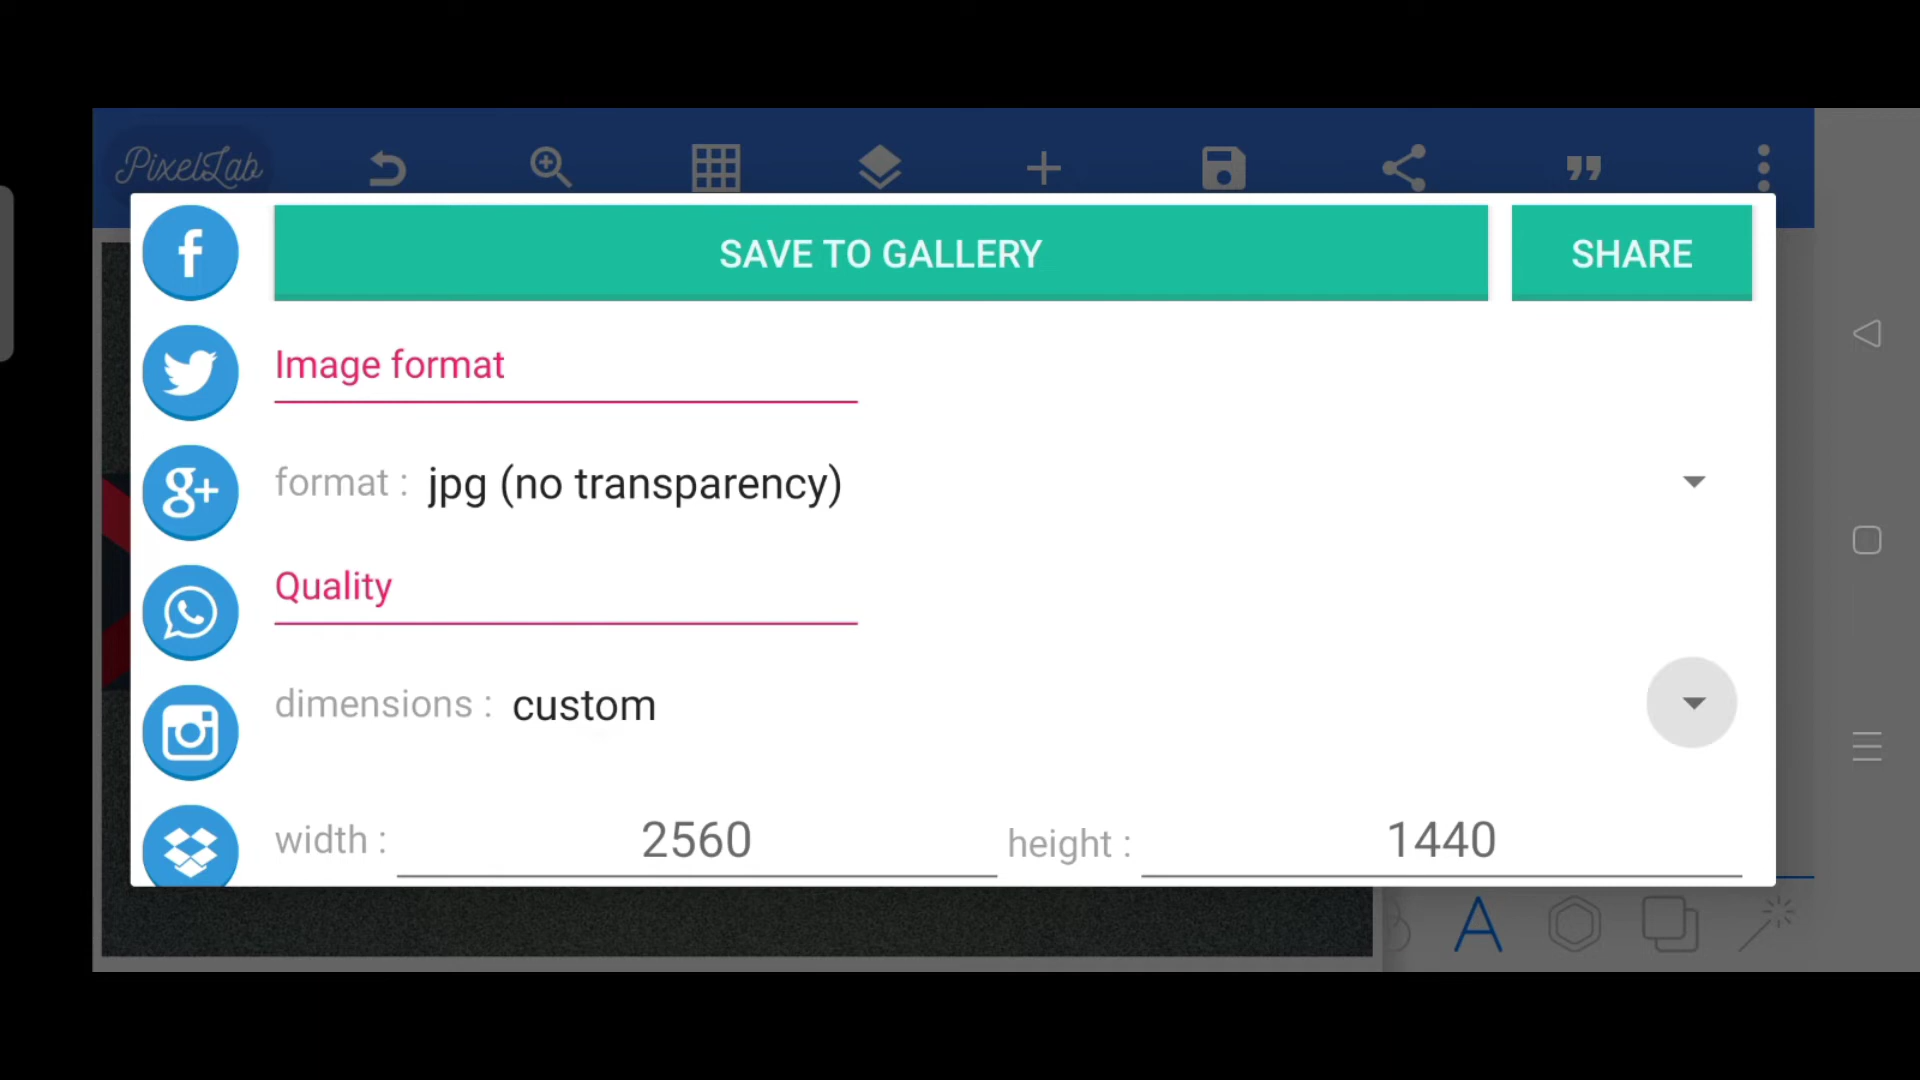 PixelLab
SAVE TO GALLERY
SHARE
Image format
format : jpg (no transparency)
Quality
dimensions : custom
width : 2560 height : 1440